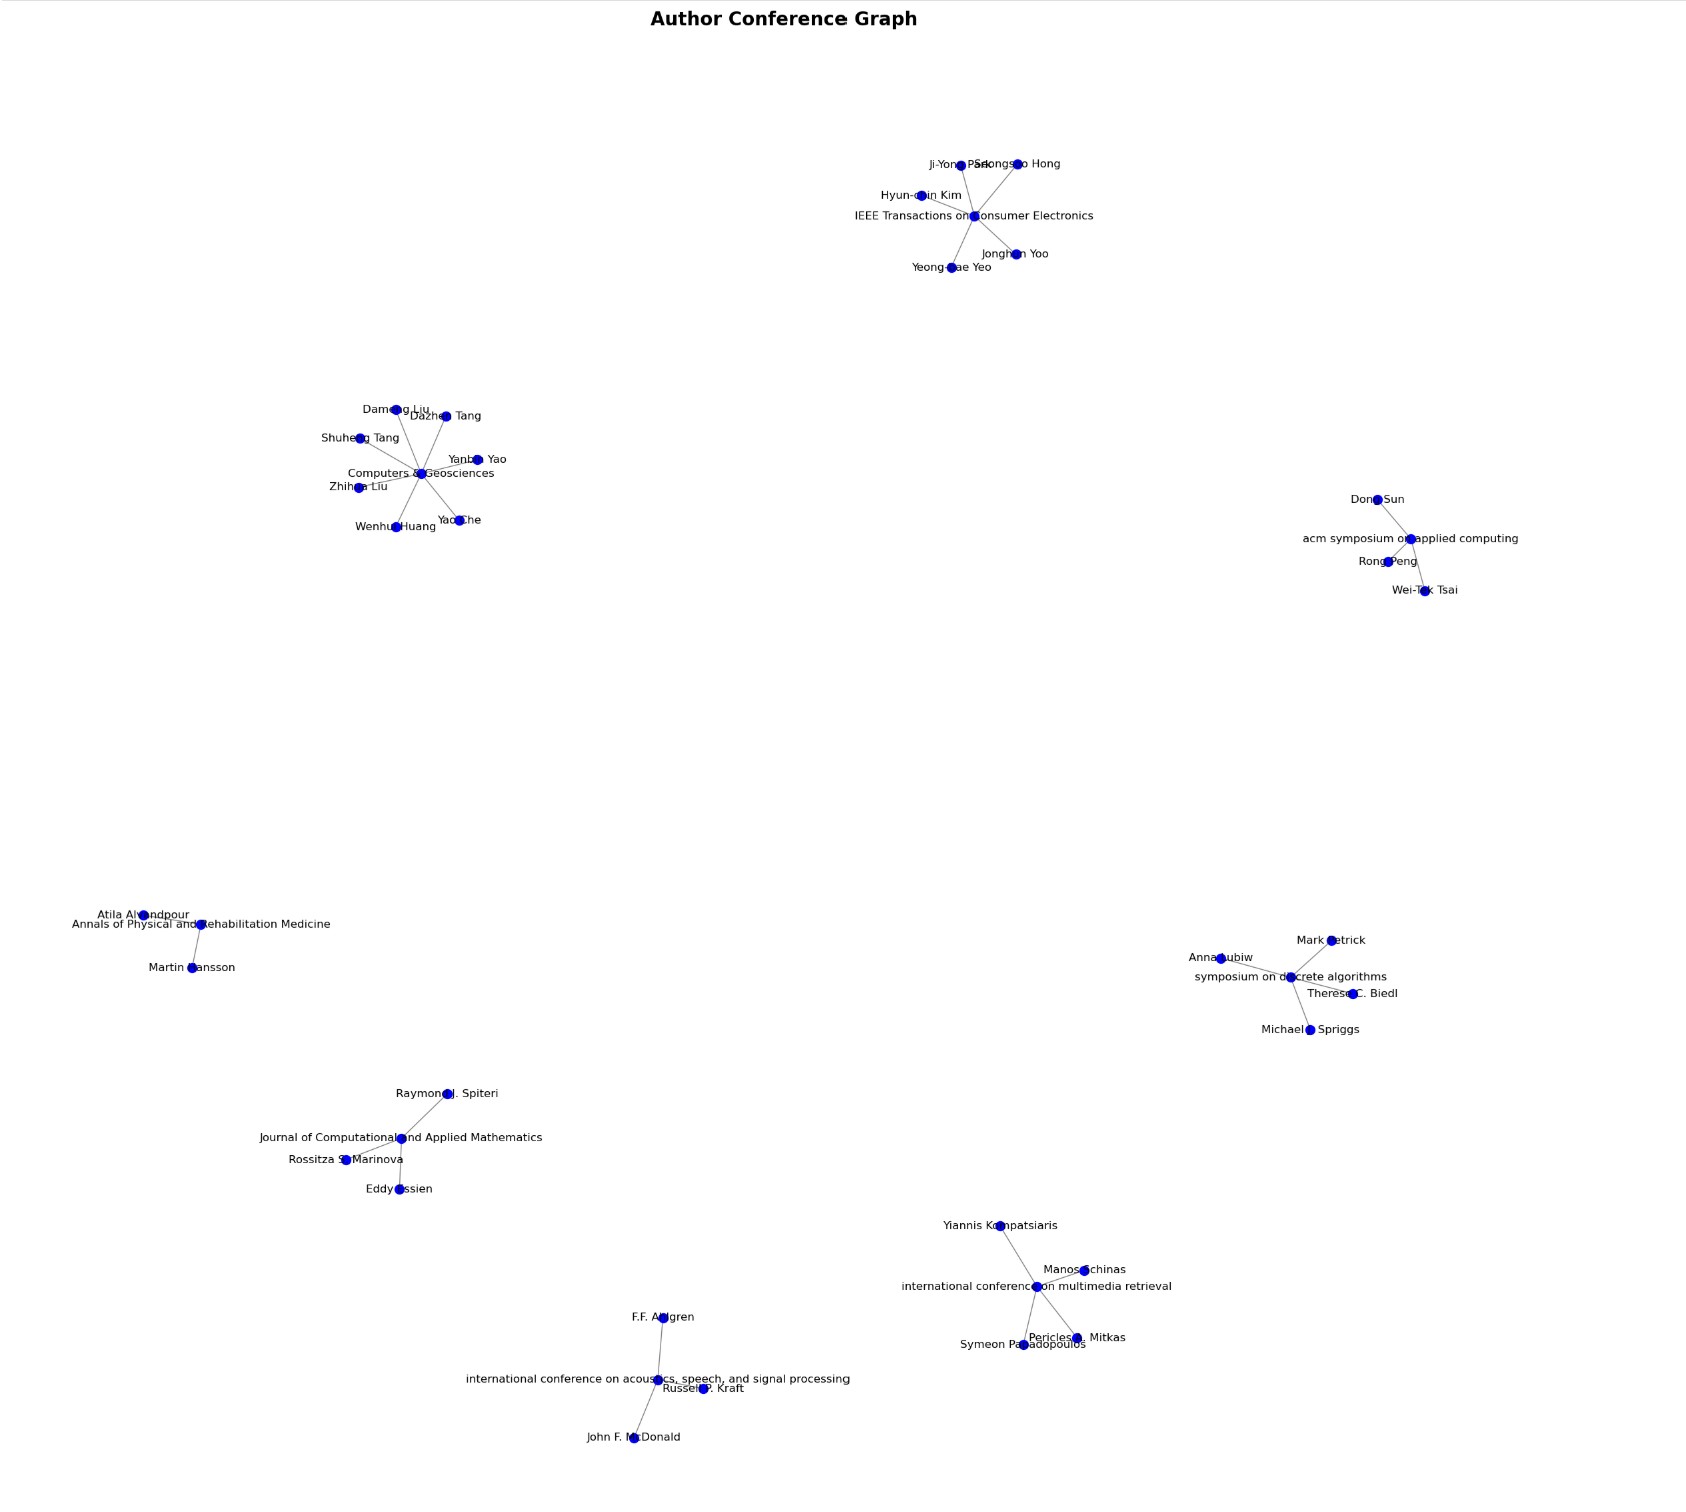 Author Conference Graph
Ji-Yong Park
Seongsoo Hong
Hyun-chin Kim
IEEE Transactions on Consumer Electronics
Jonghun Yoo
Yeong-Dae Yeo
Dameng Liu
Dazhen Tang
Shuheng Tang
Yanbin Yao
Computers & Geosciences
Zhihua Liu
Wenhui Huang
Yao Che
Dong Sun
acm symposium on applied computing
Rong Peng
Wei-Tek Tsai
Atila Alvandpour
Annals of Physical and Rehabilitation Medicine
Martin Hansson
Mark Petrick
Anna Lubiw
symposium on discrete algorithms
Therese C. Biedl
Michael J. Spriggs
Raymond J. Spiteri
Journal of Computational and Applied Mathematics
Rossitza S. Marinova
Eddy Essien
Yiannis Kompatsiaris
Manos Schinas
international conference on multimedia retrieval
Pericles A. Mitkas
Symeon Papadopoulos
F.F. Ahlgren
international conference on acoustics, speech, and signal processing
Russell P. Kraft
John F. McDonald